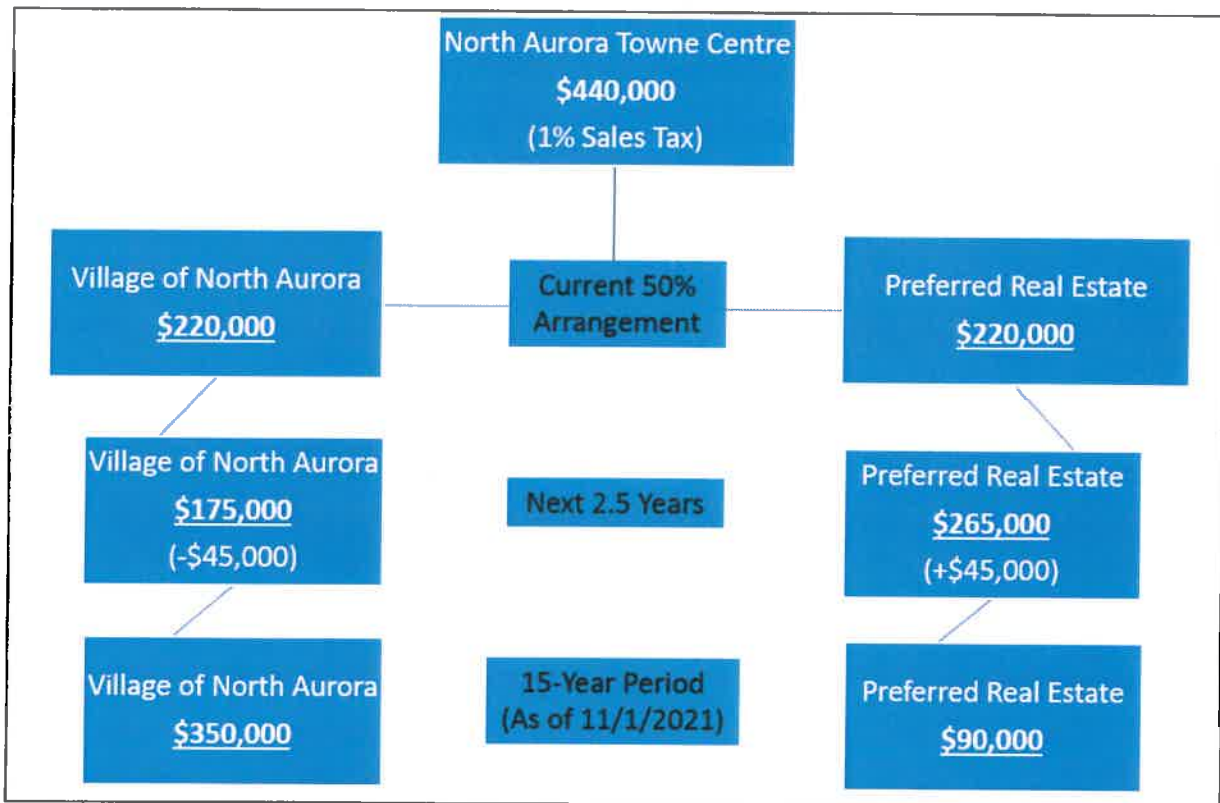 North Aurora Towne Centre
$440,000
(1% Sales Tax)
Village of North Aurora
$220,000
Current 50%
Arrangement
Preferred Real Estate
$220,000
Village of North Aurora
$175,000
(-$45,000)
Next 2.5 Years
Preferred Real Estate
$265,000
(+$45,000)
Village of North Aurora
$350,000
15-Year Period
(As of 11/1/2021)
Preferred Real Estate
$90,000